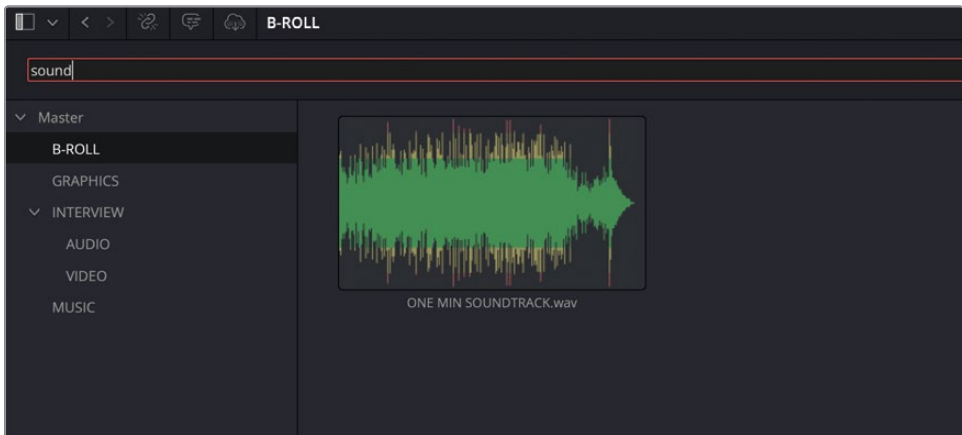 B-ROLL
sound
Master
B-ROLL
GRAPHICS
INTERVIEW
AUDIO
VIDEO
MUSIC
ONE MIN SOUNDTRACK.wav